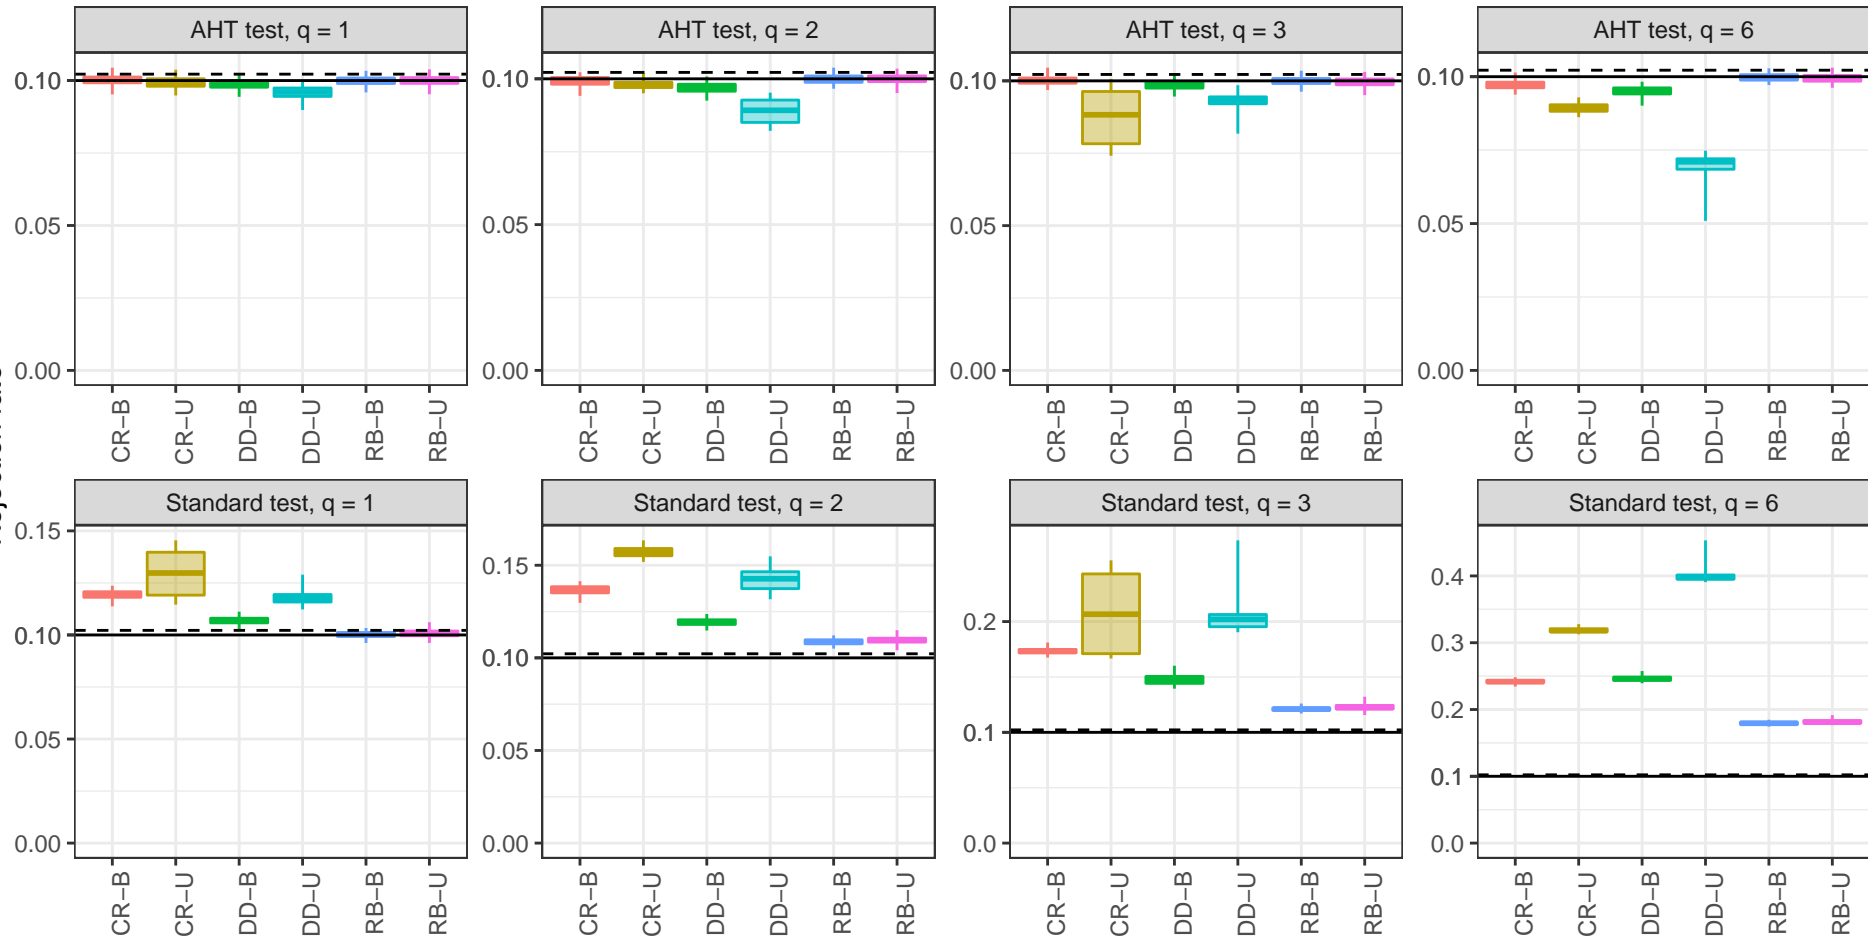 AHT test, q = 1
AHT test, q = 2
AHT test, q = 3
AHT test, q = 6
0.10
0.05
0.00
CR−B
CR−U
DD−B
DD−U
RB−B
RB−U
0.10
0.05
0.00
CR−B
CR−U
DD−B
DD−U
RB−B
RB−U
0.10
0.05
0.00
CR−B
CR−U
DD−B
DD−U
RB−B
RB−U
0.10
0.05
0.00
CR−B
CR−U
DD−B
DD−U
RB−B
RB−U
Standard test, q = 1
Standard test, q = 2
Standard test, q = 3
Standard test, q = 6
0.15
0.10
0.05
0.00
CR−B
CR−U
DD−B
DD−U
RB−B
RB−U
0.15
0.10
0.05
0.00
CR−B
CR−U
DD−B
DD−U
RB−B
RB−U
0.2
0.1
0.0
CR−B
CR−U
DD−B
DD−U
RB−B
RB−U
0.4
0.3
0.2
0.1
0.0
CR−B
CR−U
DD−B
DD−U
RB−B
RB−U